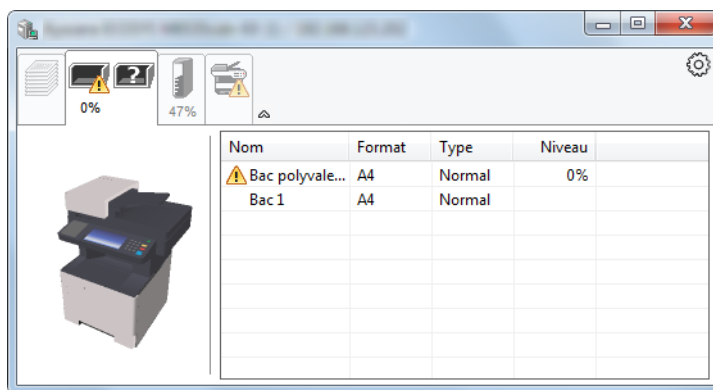 0%
47%
Nom Format Type Niveau
Bac polyvale... A4 Normal 0%
Bac 1 A4 Normal